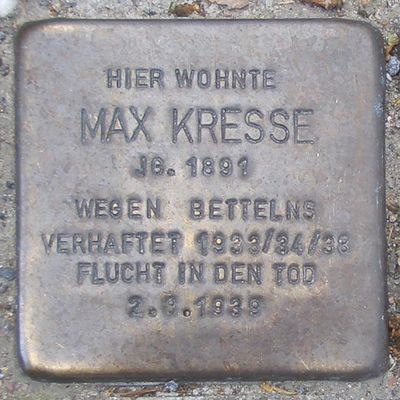 HIER WOHNTE
MAX KRESSE
JG. 1891
WEGEN BETTELNS
VERHAFTET 1933/34/38
FLUCHT IN DEN TOD